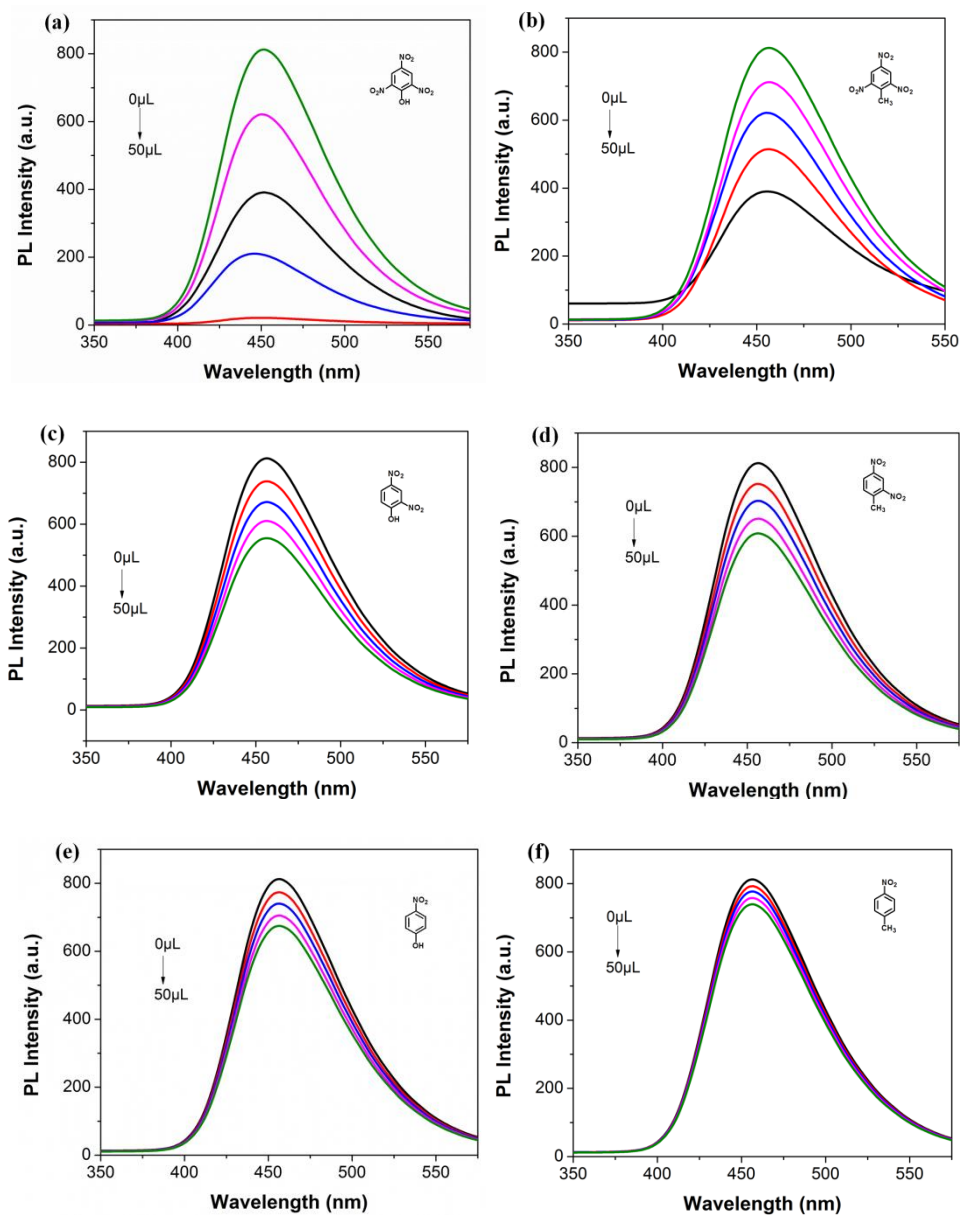 (a)
PL Intensity (a.u.)
800
600
400
200
0
0µL
50µL
NO₂
O₂N NO₂
OH
350 400 450 500 550
Wavelength (nm)
(b)
PL Intensity (a.u.)
800
600
400
200
0
0µL
50µL
NO₂
O₂N NO₂
CH₃
350 400 450 500 550
Wavelength (nm)
(c)
PL Intensity (a.u.)
800
600
400
200
0
0µL
50µL
NO₂
NO₂
OH
350 400 450 500 550
Wavelength (nm)
(d)
PL Intensity (a.u.)
800
600
400
200
0
0µL
50µL
NO₂
NO₂
CH₃
350 400 450 500 550
Wavelength (nm)
(e)
PL Intensity (a.u.)
800
600
400
200
0
0µL
50µL
NO₂
OH
350 400 450 500 550
Wavelength (nm)
(f)
PL Intensity (a.u.)
800
600
400
200
0
0µL
50µL
NO₂
CH₃
350 400 450 500 550
Wavelength (nm)